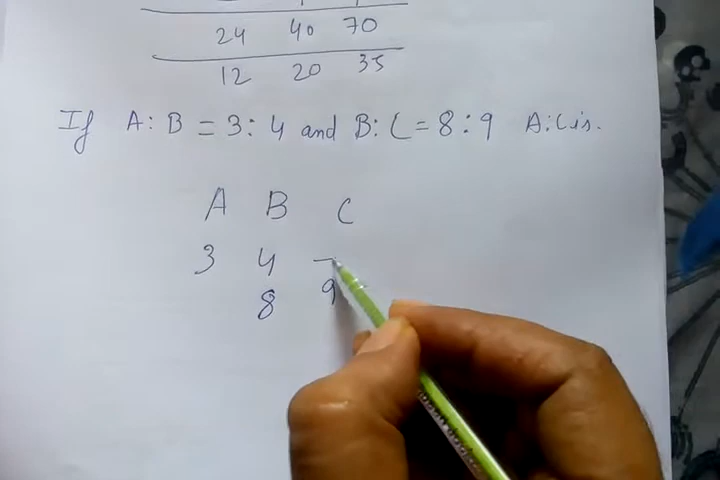 24 40 70
12 20 35
If A: B = 3: 4 and B: C = 8 : 9 A:C is.
A B C
3 4 –
8 9